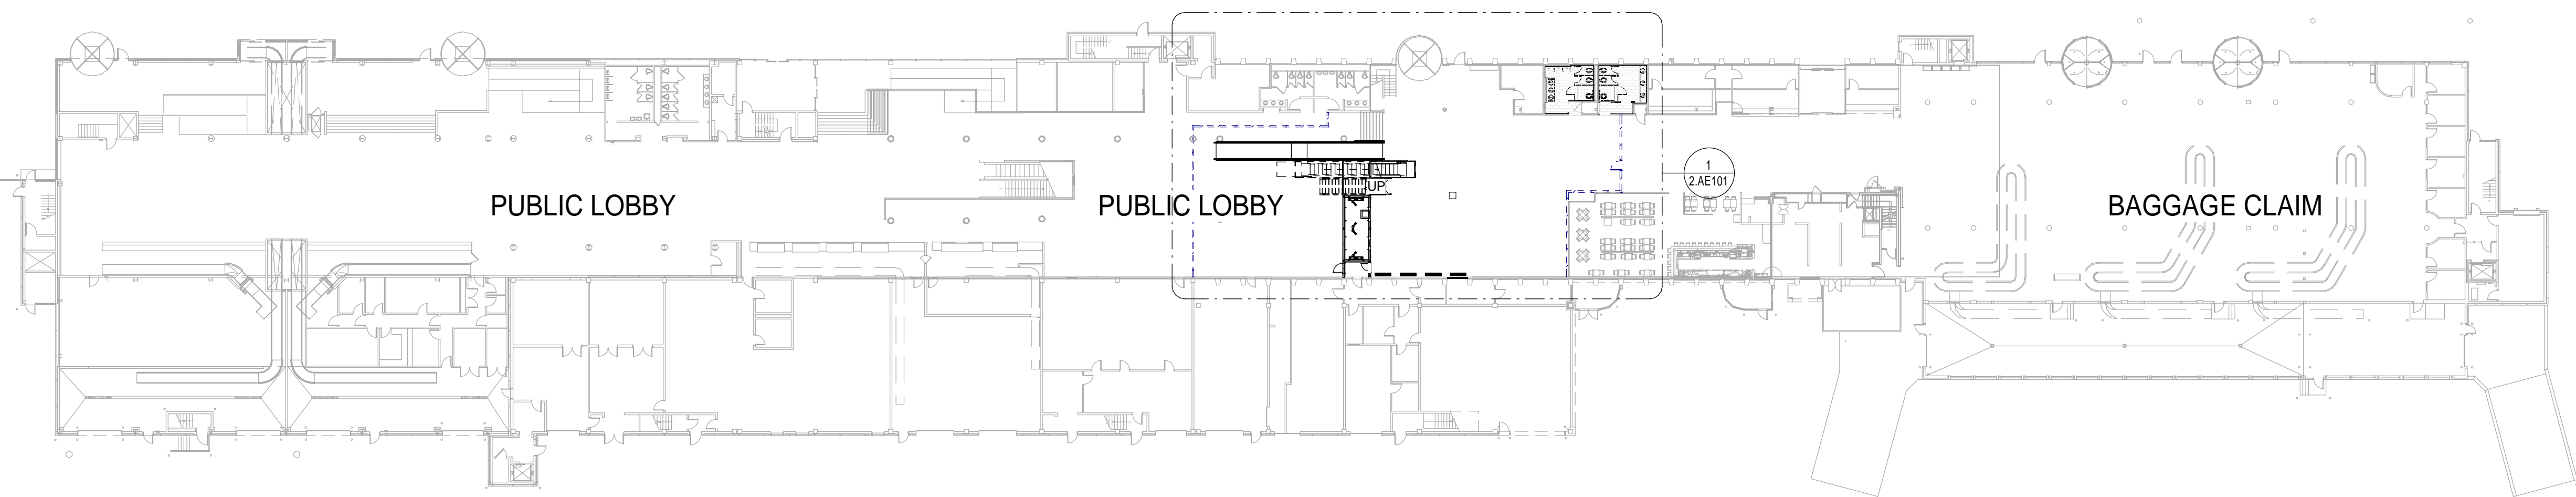 PUBLIC LOBBY
PUBLIC LOBBY
UP
1
2.AE101
BAGGAGE CLAIM